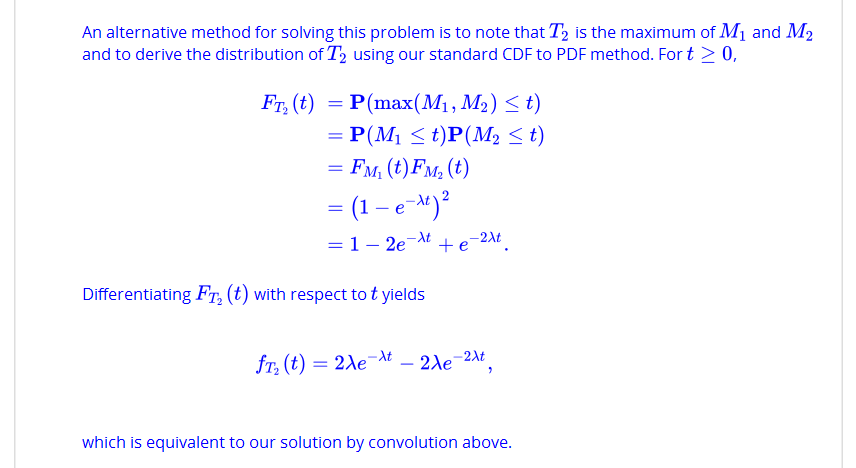 An alternative method for solving this problem is to note that T₂ is the maximum of M₁ and M₂
and to derive the distribution of T₂ using our standard CDF to PDF method. For t ≥ 0,
F_{T₂}(t) = P(max(M₁, M₂) ≤ t)
= P(M₁ ≤ t)P(M₂ ≤ t)
= F_{M₁}(t)F_{M₂}(t)
= (1 − e^{−λt})²
= 1 − 2e^{−λt} + e^{−2λt}.
Differentiating F_{T₂}(t) with respect to t yields
f_{T₂}(t) = 2λe^{−λt} − 2λe^{−2λt},
which is equivalent to our solution by convolution above.